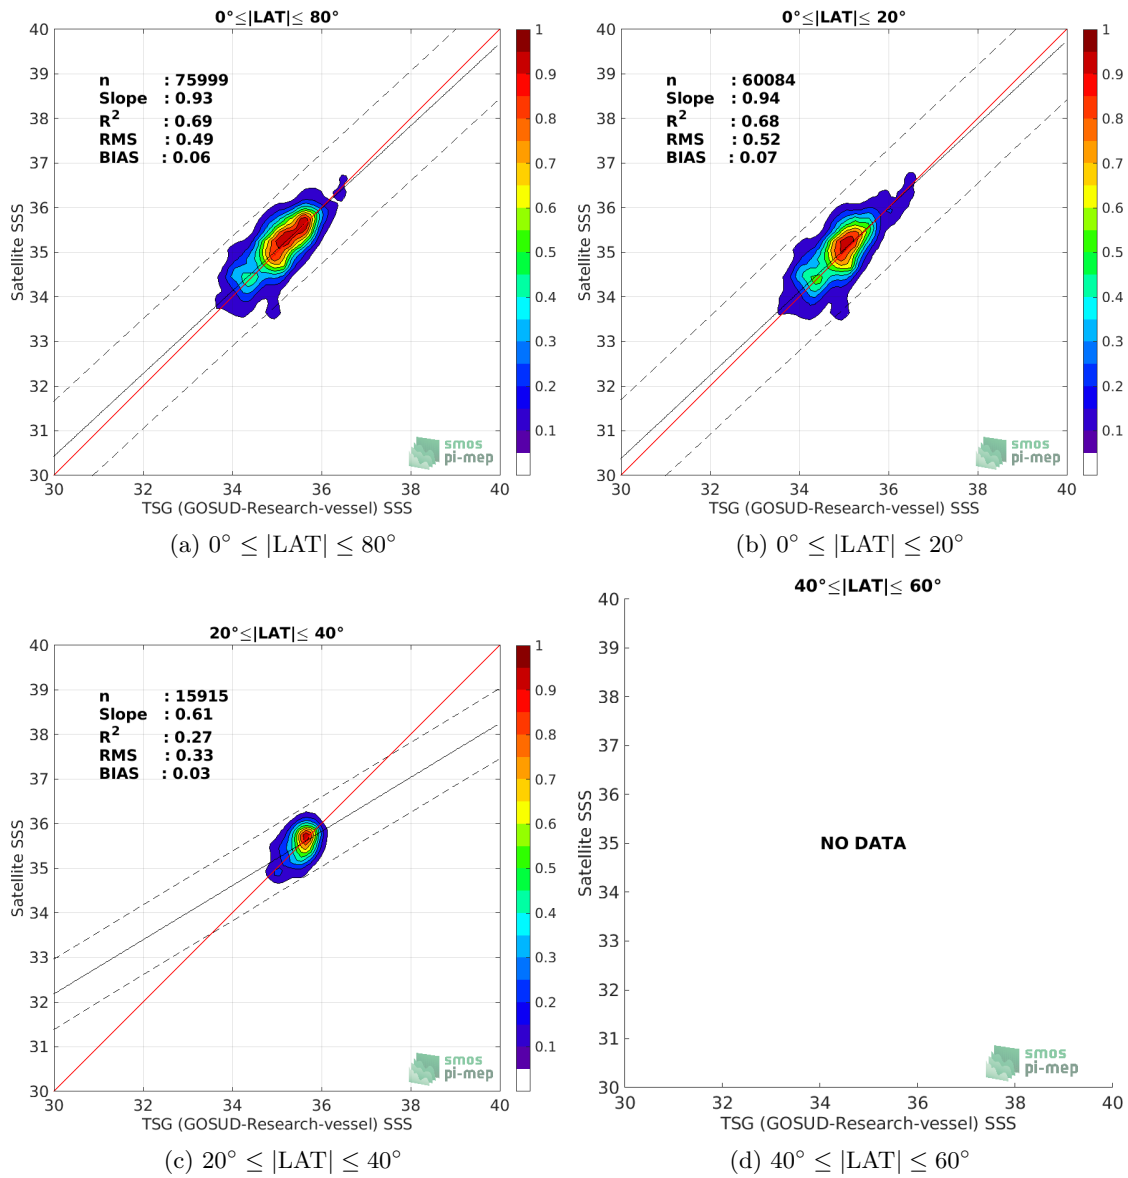 0°≤|LAT|≤ 80°
40
39
38
37
36
35
34
33
32
31
30
Satellite SSS
n : 75999
Slope : 0.93
R2 : 0.69
RMS : 0.49
BIAS : 0.06
smos
pi-mep
30 32 34 36 38 40
TSG (GOSUD-Research-vessel) SSS
1
0.9
0.8
0.7
0.6
0.5
0.4
0.3
0.2
0.1
(a) 0° ≤ |LAT| ≤ 80°
0°≤|LAT|≤ 20°
40
39
38
37
36
35
34
33
32
31
30
Satellite SSS
n : 60084
Slope : 0.94
R2 : 0.68
RMS : 0.52
BIAS : 0.07
smos
pi-mep
30 32 34 36 38 40
TSG (GOSUD-Research-vessel) SSS
1
0.9
0.8
0.7
0.6
0.5
0.4
0.3
0.2
0.1
(b) 0° ≤ |LAT| ≤ 20°
20°≤|LAT|≤ 40°
40
39
38
37
36
35
34
33
32
31
30
Satellite SSS
n : 15915
Slope : 0.61
R2 : 0.27
RMS : 0.33
BIAS : 0.03
smos
pi-mep
30 32 34 36 38 40
TSG (GOSUD-Research-vessel) SSS
1
0.9
0.8
0.7
0.6
0.5
0.4
0.3
0.2
0.1
(c) 20° ≤ |LAT| ≤ 40°
40°≤|LAT|≤ 60°
40
39
38
37
36
35
34
33
32
31
30
Satellite SSS
NO DATA
smos
pi-mep
30 32 34 36 38 40
TSG (GOSUD-Research-vessel) SSS
(d) 40° ≤ |LAT| ≤ 60°